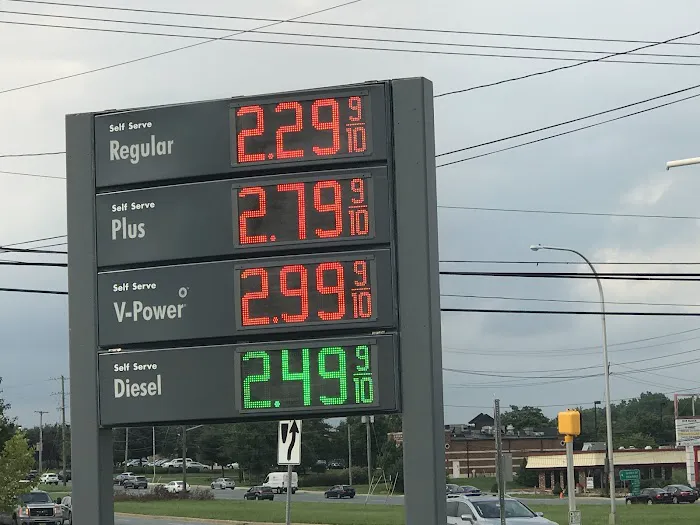 Self Serve
Regular
2.29 9/10
Self Serve
Plus
2.79 9/10
Self Serve
V-Power
2.99 9/10
Self Serve
Diesel
2.49 9/10